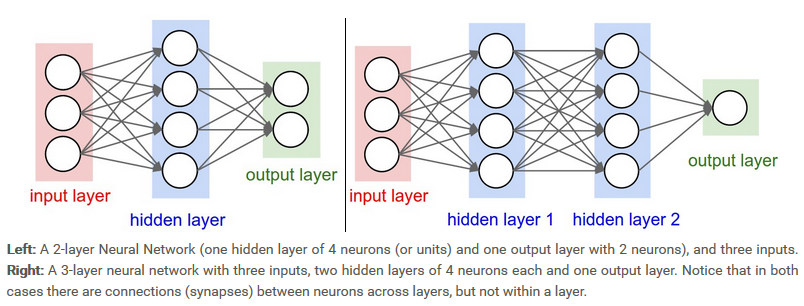 input layer
hidden layer
output layer
input layer
hidden layer 1
hidden layer 2
output layer
Left: A 2-layer Neural Network (one hidden layer of 4 neurons (or units) and one output layer with 2 neurons), and three inputs.
Right: A 3-layer neural network with three inputs, two hidden layers of 4 neurons each and one output layer. Notice that in both
cases there are connections (synapses) between neurons across layers, but not within a layer.